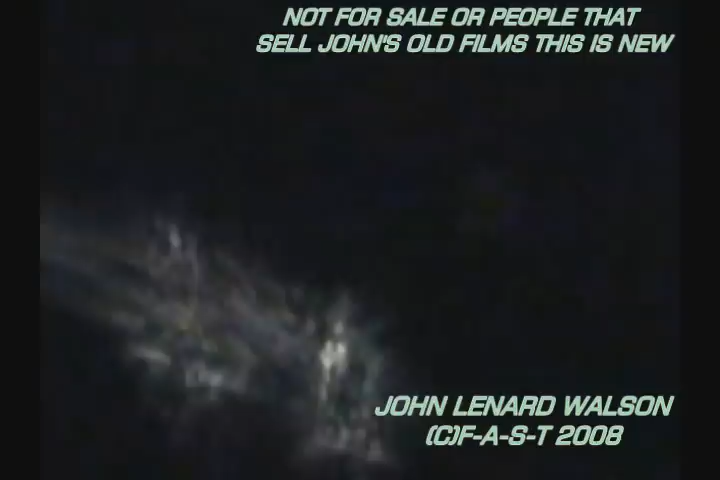 NOT FOR SALE OR PEOPLE THAT
SELL JOHN'S OLD FILMS THIS IS NEW
JOHN LENARD WALSON
(C)F-A-S-T 2008